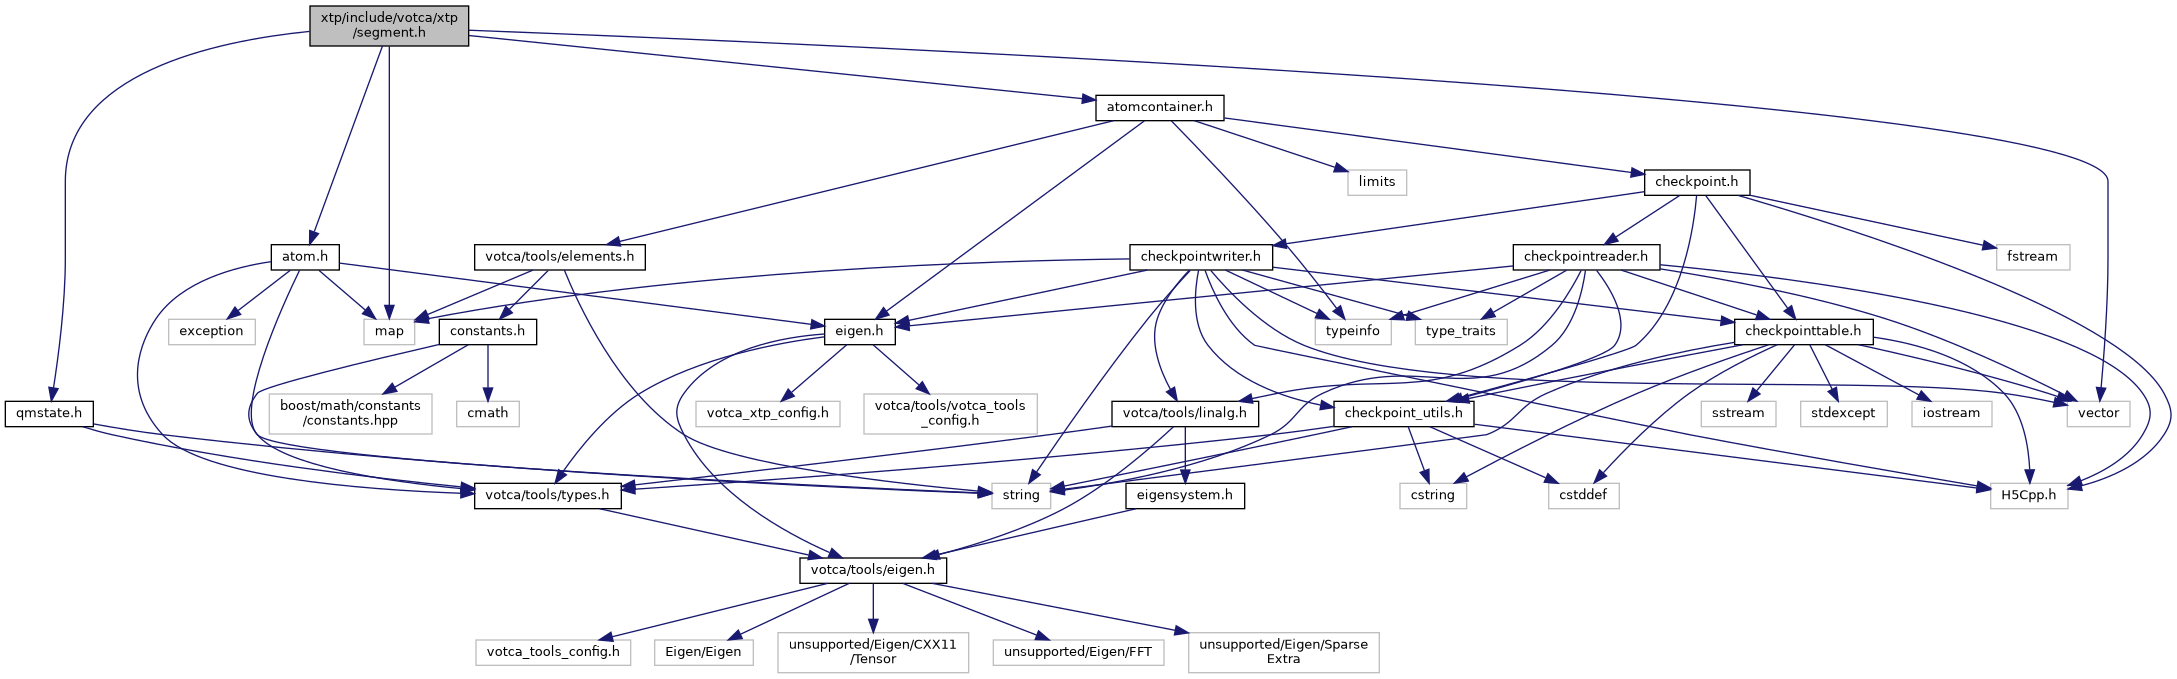 xtp/include/votca/xtp
/segment.h
atomcontainer.h
limits
checkpoint.h
atom.h
votca/tools/elements.h
checkpointwriter.h
checkpointreader.h
fstream
exception
map
constants.h
eigen.h
typeinfo
type_traits
checkpointtable.h
qmstate.h
boost/math/constants
/constants.hpp
cmath
votca_xtp_config.h
votca/tools/votca_tools
_config.h
votca/tools/linalg.h
checkpoint_utils.h
sstream
stdexcept
iostream
vector
votca/tools/types.h
string
eigensystem.h
cstring
cstddef
H5Cpp.h
votca/tools/eigen.h
votca_tools_config.h
Eigen/Eigen
unsupported/Eigen/CXX11
/Tensor
unsupported/Eigen/FFT
unsupported/Eigen/Sparse
Extra